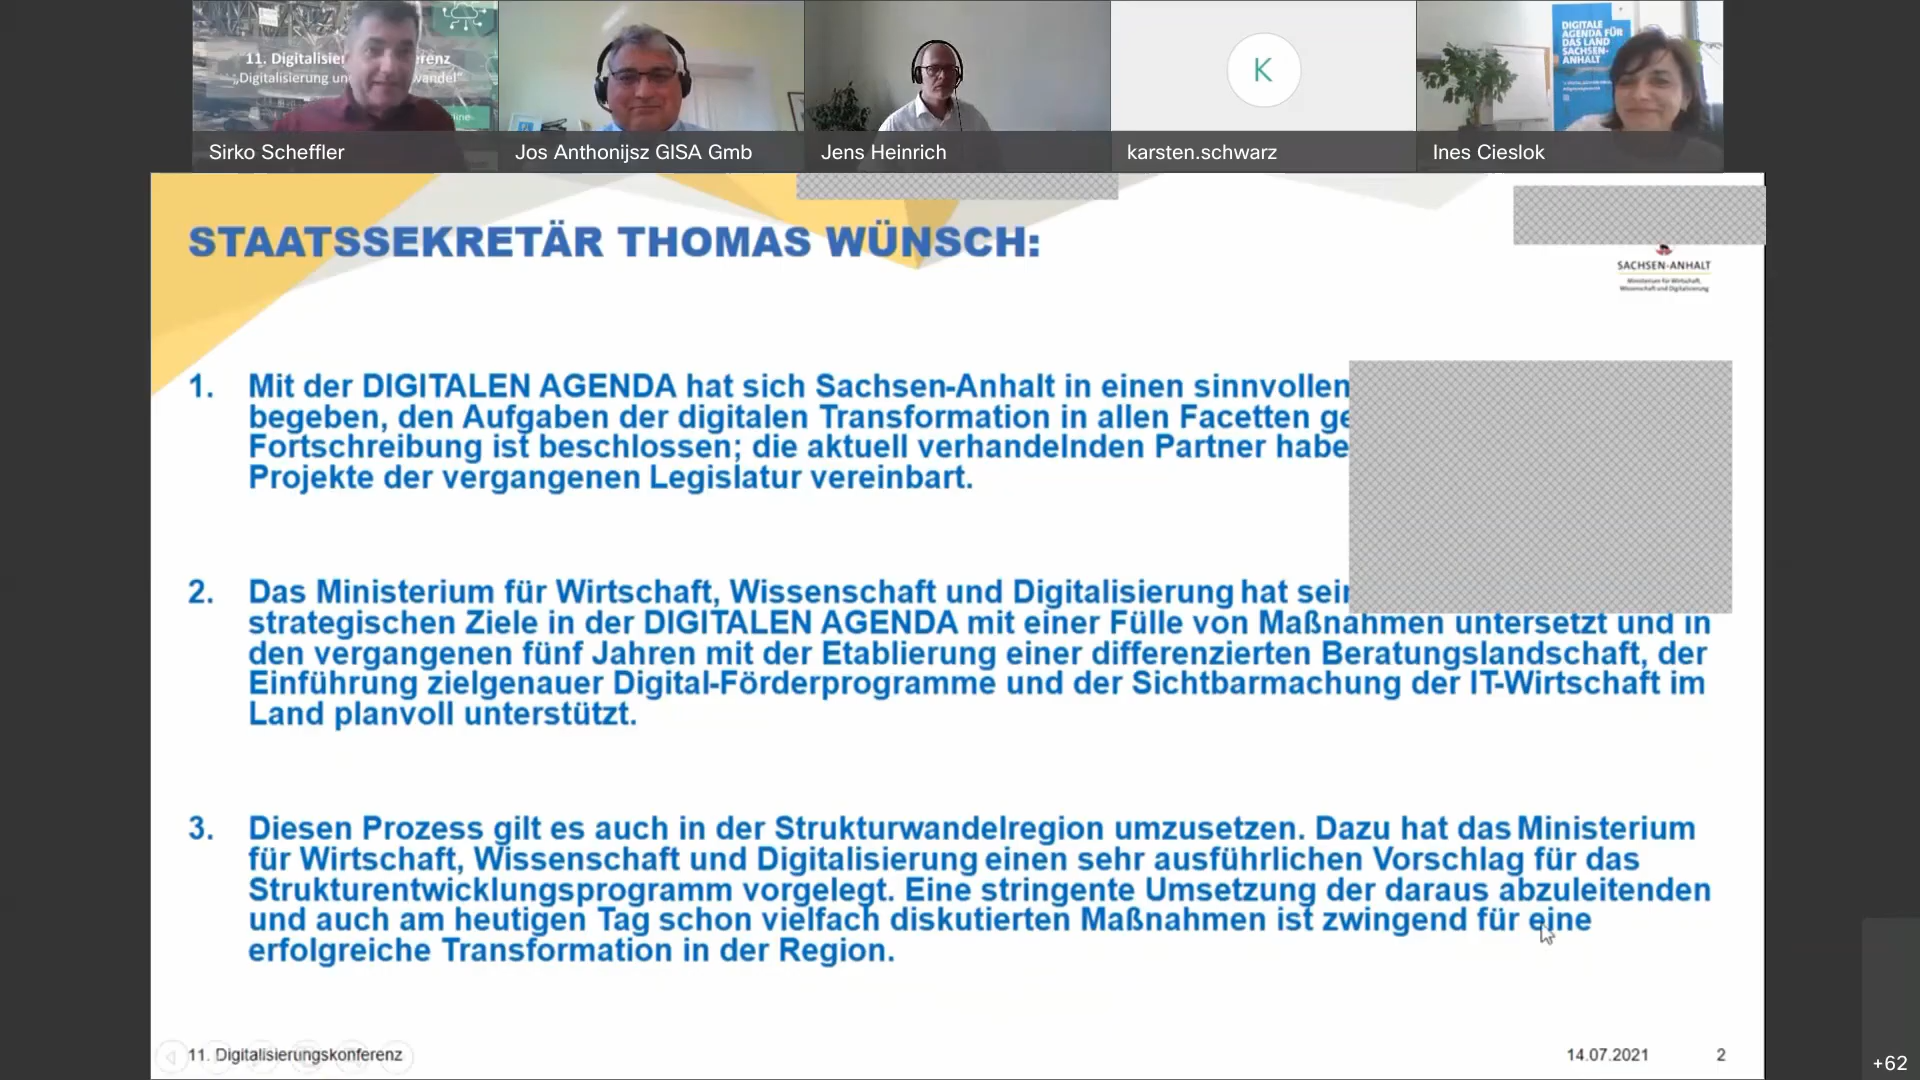 11. Digitalisier
renz
„Digitalisierung un
wandel“
DIGITALE
AGENDA FÜR
DAS LAND
SACHSEN-
ANHALT
Sirko Scheffler
Jos Anthonijsz GISA Gmb
Jens Heinrich
K
karsten.schwarz
Ines Cieslok
STAATSSEKRETÄR THOMAS WÜNSCH:
SACHSEN-ANHALT
Ministerium für Wirtschaft,
Wissenschaft und Digitalisierung
1. Mit der DIGITALEN AGENDA hat sich Sachsen-Anhalt in einen sinnvollen
begeben, den Aufgaben der digitalen Transformation in allen Facetten ge
Fortschreibung ist beschlossen; die aktuell verhandelnden Partner habe
Projekte der vergangenen Legislatur vereinbart.
2. Das Ministerium für Wirtschaft, Wissenschaft und Digitalisierung hat sein
strategischen Ziele in der DIGITALEN AGENDA mit einer Fülle von Maßnahmen untersetzt und in
den vergangenen fünf Jahren mit der Etablierung einer differenzierten Beratungslandschaft, der
Einführung zielgenauer Digital-Förderprogramme und der Sichtbarmachung der IT-Wirtschaft im
Land planvoll unterstützt.
3. Diesen Prozess gilt es auch in der Strukturwandelregion umzusetzen. Dazu hat das Ministerium
für Wirtschaft, Wissenschaft und Digitalisierung einen sehr ausführlichen Vorschlag für das
Strukturentwicklungsprogramm vorgelegt. Eine stringente Umsetzung der daraus abzuleitenden
und auch am heutigen Tag schon vielfach diskutierten Maßnahmen ist zwingend für eine
erfolgreiche Transformation in der Region.
11. Digitalisierungskonferenz
14.07.2021
2
+62